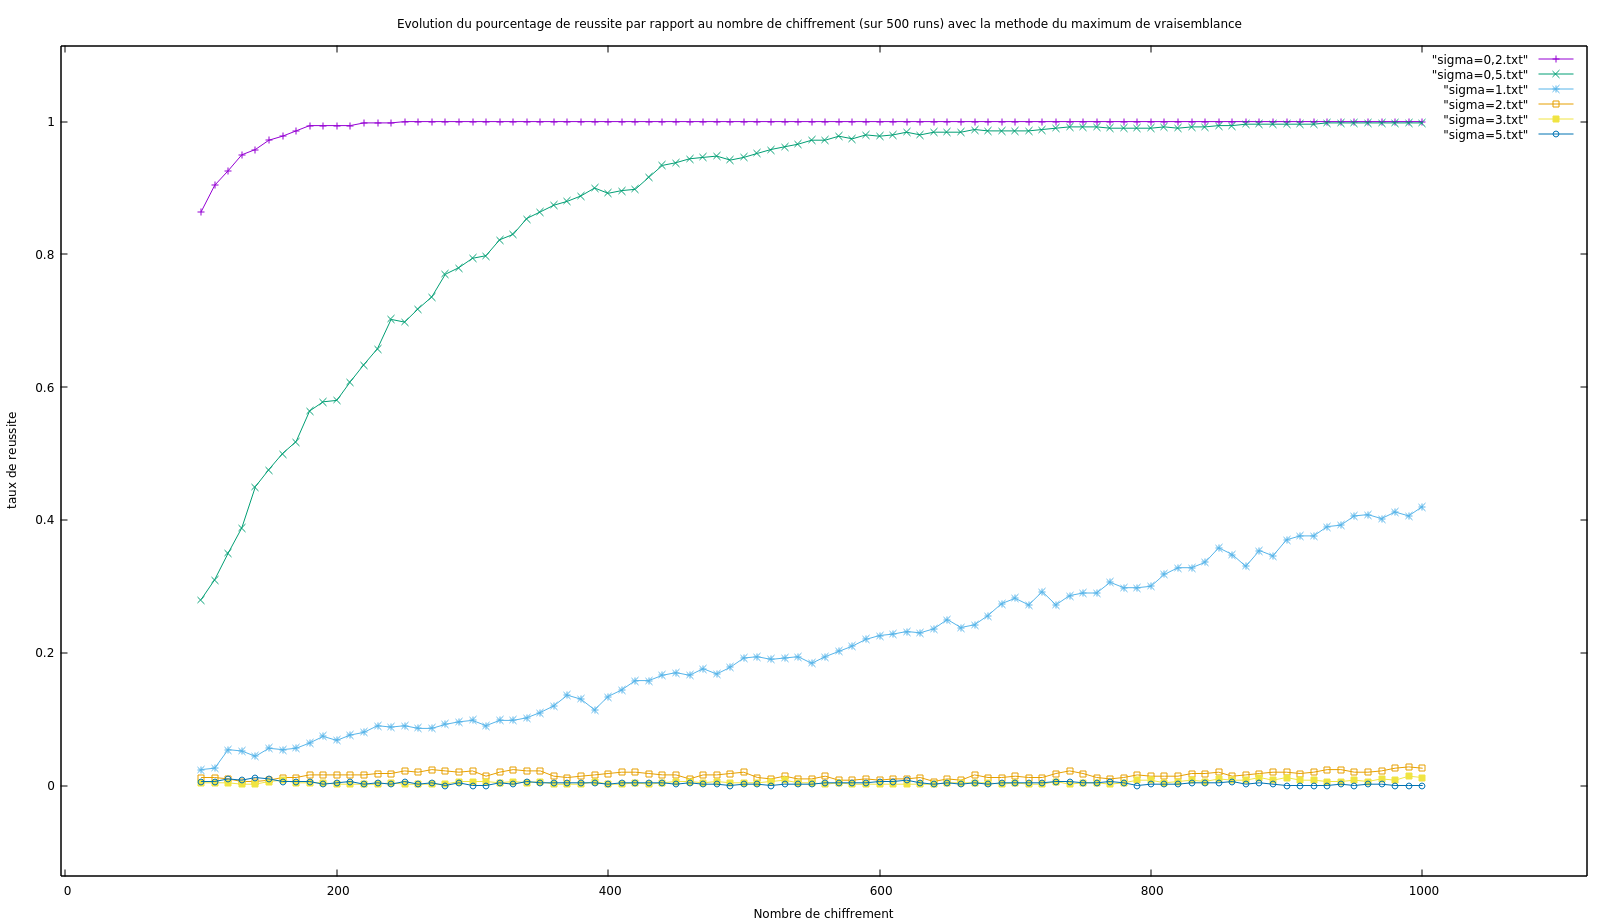 Evolution du pourcentage de reussite par rapport au nombre de chiffrement (sur 500 runs) avec la methode du maximum de vraisemblance
"sigma=0,2.txt"
"sigma=0,5.txt"
"sigma=1.txt"
"sigma=2.txt"
"sigma=3.txt"
"sigma=5.txt"
1
0.8
0.6
0.4
0.2
0
taux de reussite
0 200 400 600 800 1000
Nombre de chiffrement